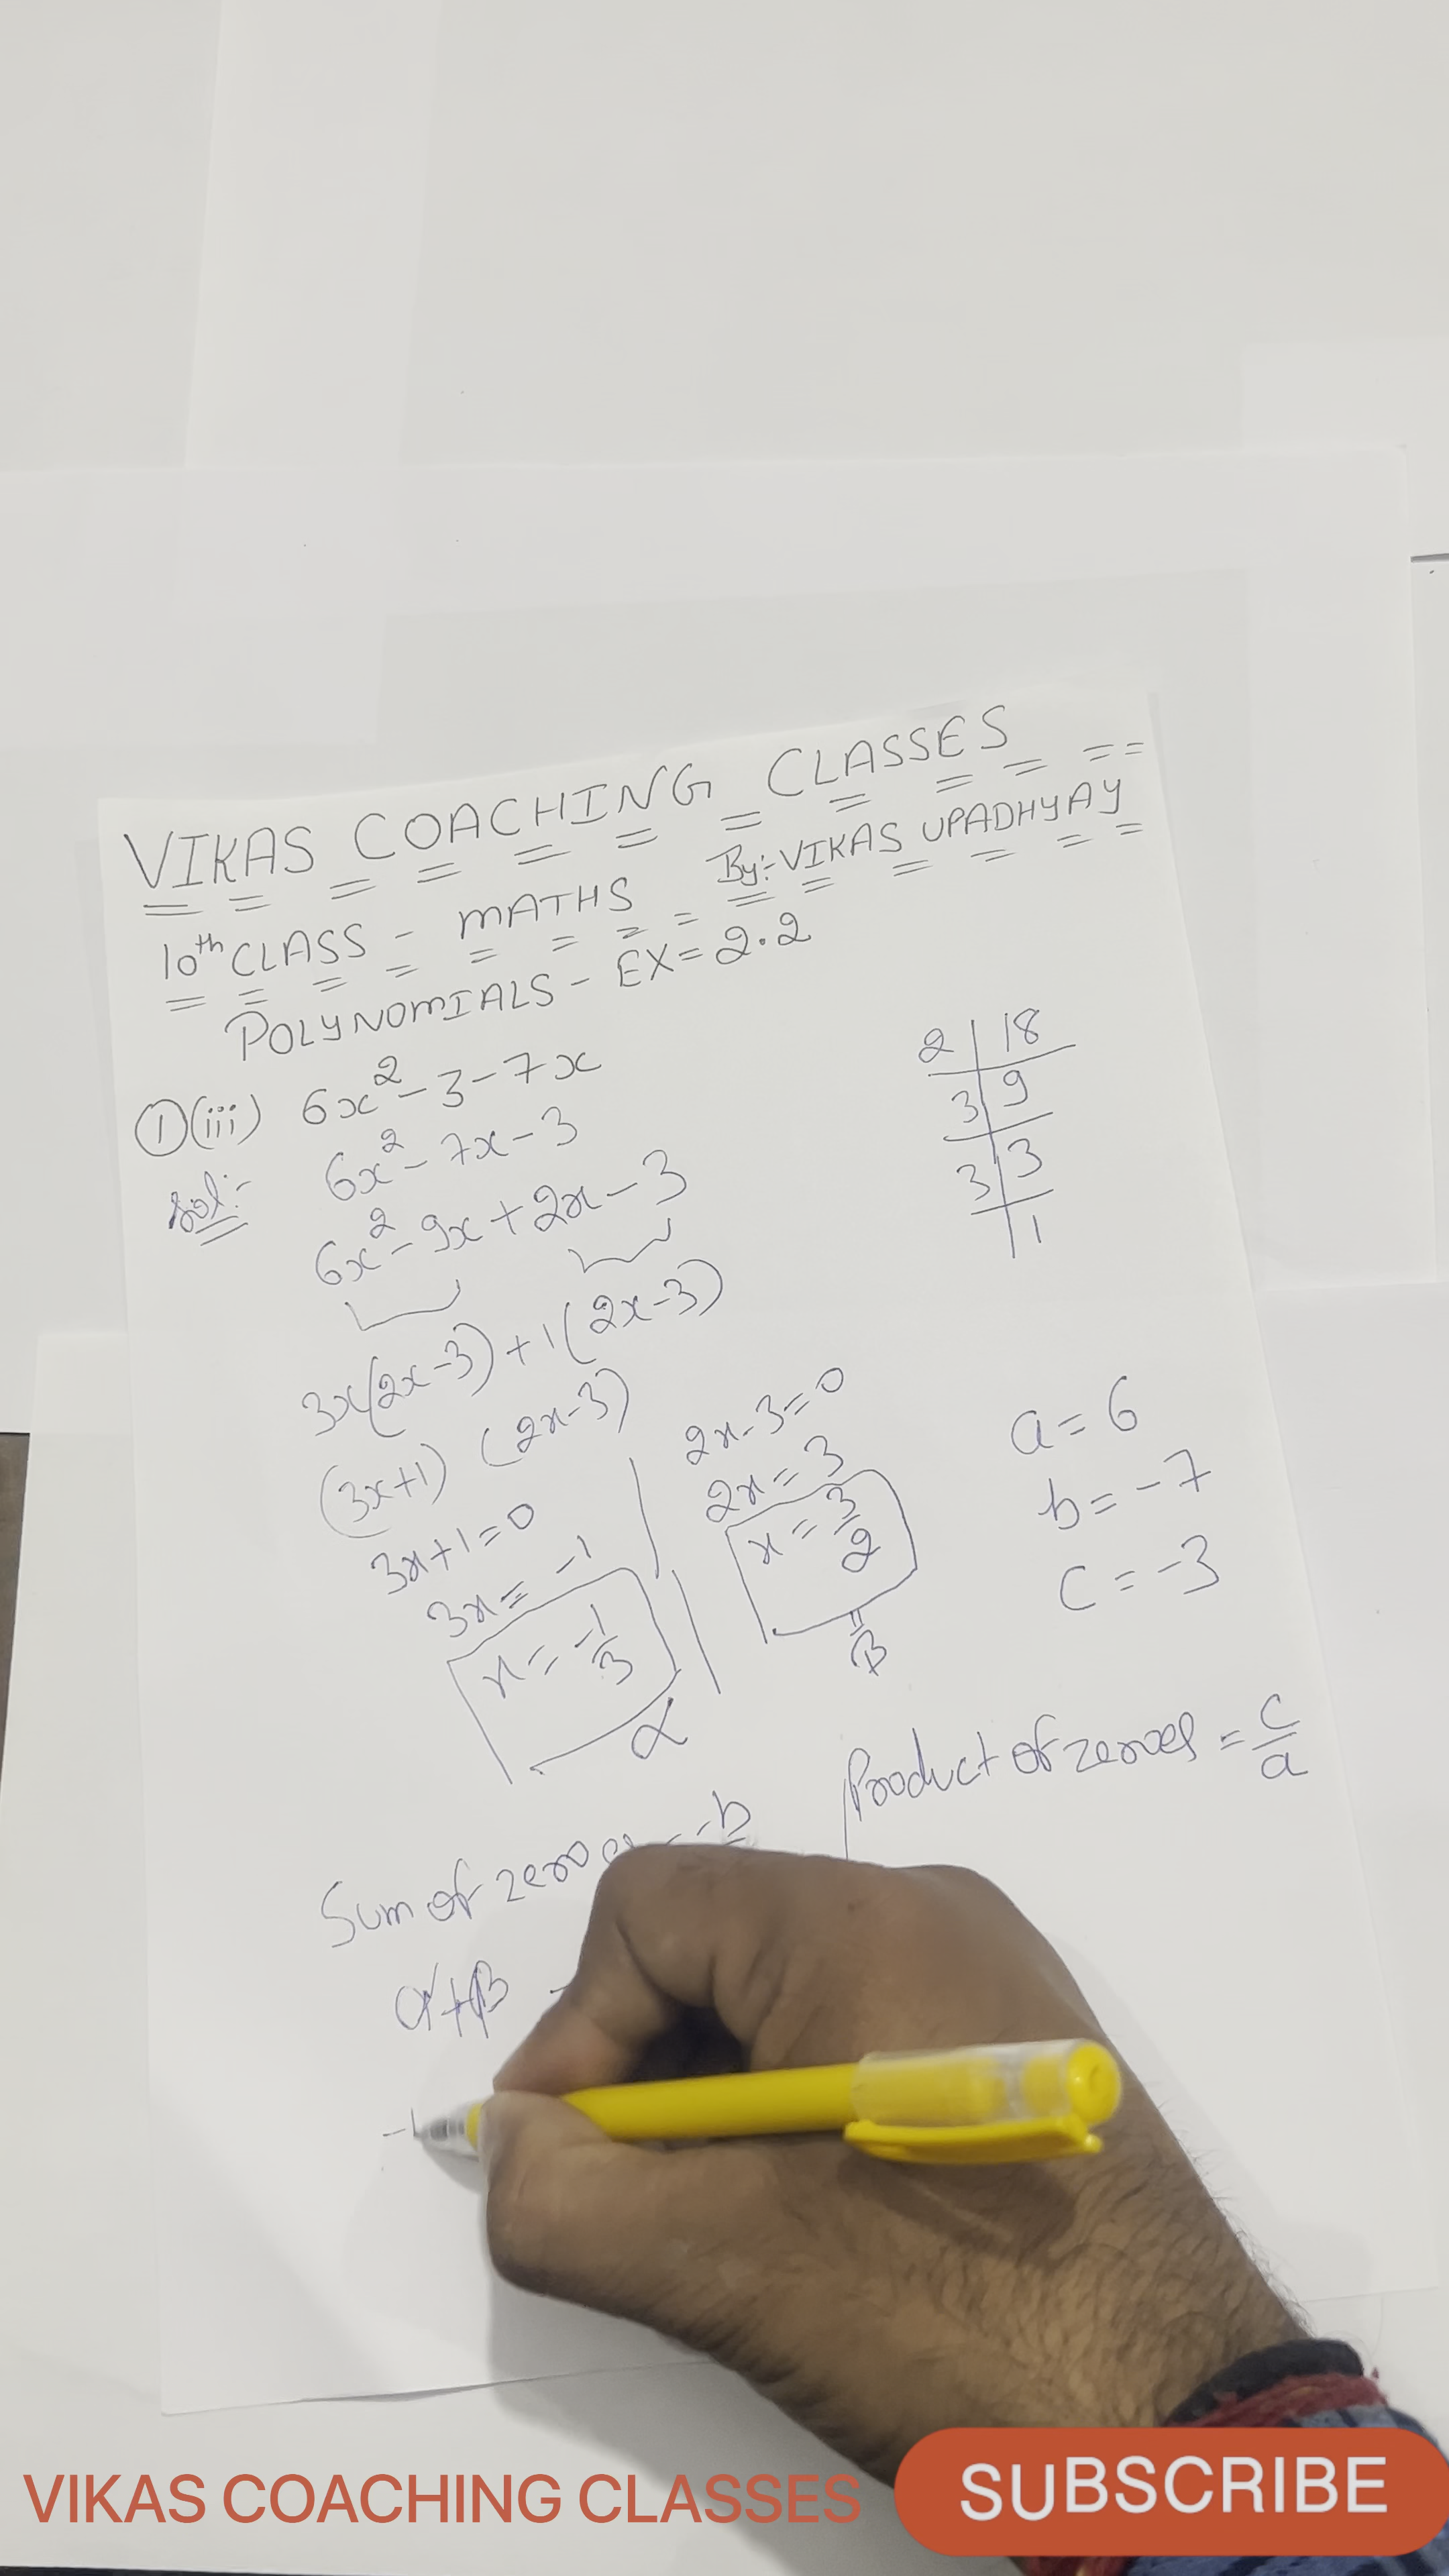 VIKAS COACHING CLASSES
By:- VIKAS UPADHYAY
10th CLASS - MATHS
POLYNOMIALS - EX = 2.2
①(iii) 6x² - 3 - 7x
Sol:- 6x² - 7x - 3
6x² - 9x + 2x - 3
3x(2x-3) + 1(2x-3)
(3x+1) (2x-3)
3x+1=0
3x = -1
x = -1/3
α
2x-3=0
2x = 3
x = 3/2
= β
2 | 18
3 | 9
3 | 3
| 1
a = 6
b = -7
c = -3
Sum of zeroes = -b
α+β
-1
Product of zeroes = c/a
VIKAS COACHING CLASSES
SUBSCRIBE